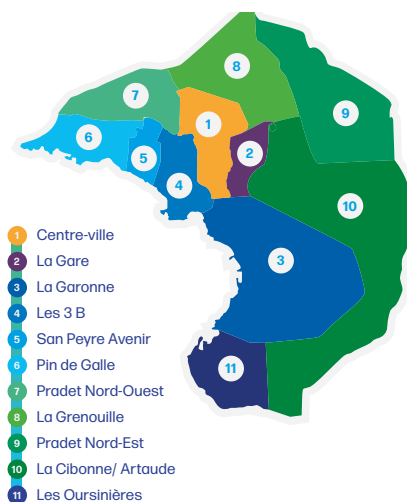 8
7
9
1
6
2
5
4
10
3
11
1 Centre-ville
2 La Gare
3 La Garonne
4 Les 3 B
5 San Peyre Avenir
6 Pin de Galle
7 Pradet Nord-Ouest
8 La Grenouille
9 Pradet Nord-Est
10 La Cibonne/ Artaude
11 Les Oursinières